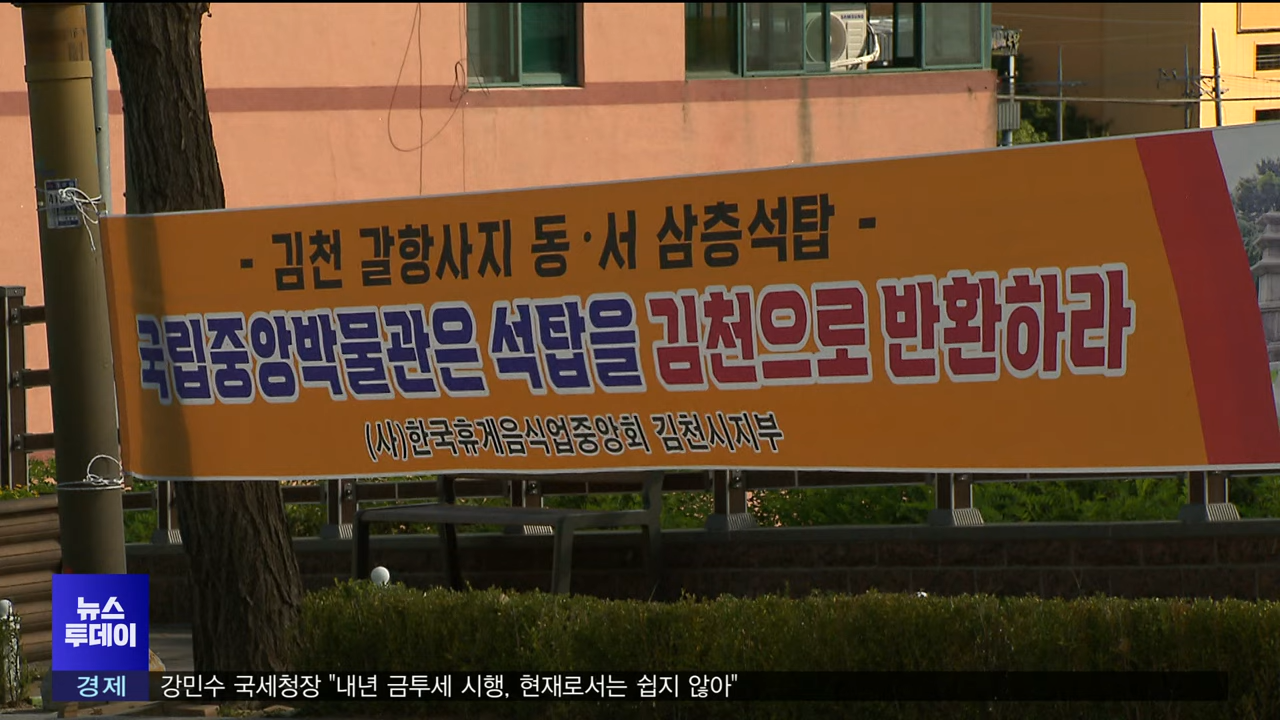 SAMSUNG
- 김천 갈항사지 동·서 삼층석탑 -
국립중앙박물관은 석탑을 김천으로 반환하라
(사)한국휴게음식업중앙회 김천시지부
뉴스
투데이
경제 강민수 국세청장 "내년 금투세 시행, 현재로서는 쉽지 않아"